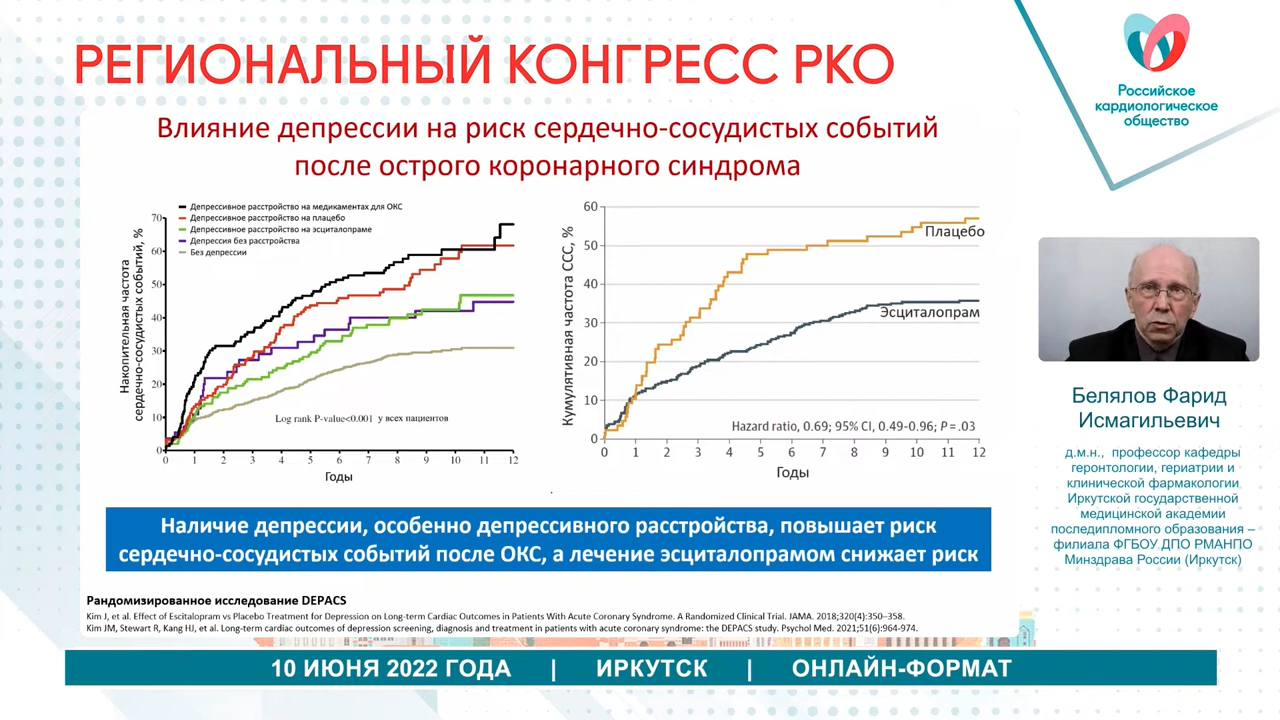 РЕГИОНАЛЬНЫЙ КОНГРЕСС РКО
Российское
кардиологическое
общество
Влияние депрессии на риск сердечно-сосудистых событий
после острого коронарного синдрома
Депрессивное расстройство на медикаментах для ОКС
Депрессивное расстройство на плацебо
Депрессивное расстройство на эсциталопраме
Депрессия без расстройства
Без депрессии
Накопительная частота
сердечно-сосудистых событий, %
70
60
50
40
30
20
10
0
Log rank P-value<0.001 у всех пациентов
0 1 2 3 4 5 6 7 8 9 10 11 12
Годы
Кумулятивная частота ССС, %
60
50
40
30
20
10
0
Плацебо
Эсциталопрам
Hazard ratio, 0.69; 95% CI, 0.49-0.96; P = .03
0 1 2 3 4 5 6 7 8 9 10 11 12
Годы
Наличие депрессии, особенно депрессивного расстройства, повышает риск
сердечно-сосудистых событий после ОКС, а лечение эсциталопрамом снижает риск
Рандомизированное исследование DEPACS
Kim J, et al. Effect of Escitalopram vs Placebo Treatment for Depression on Long-term Cardiac Outcomes in Patients With Acute Coronary Syndrome. A Randomized Clinical Trial. JAMA. 2018;320(4):350–358.
Kim JM, Stewart R, Kang HJ, et al. Long-term cardiac outcomes of depression screening, diagnosis and treatment in patients with acute coronary syndrome: the DEPACS study. Psychol Med. 2021;51(6):964-974.
Белялов Фарид
Исмагильевич
д.м.н., профессор кафедры
геронтологии, гериатрии и
клинической фармакологии
Иркутской государственной
медицинской академии
последипломного образования –
филиала ФГБОУ ДПО РМАНПО
Минздрава России (Иркутск)
10 ИЮНЯ 2022 ГОДА | ИРКУТСК | ОНЛАЙН-ФОРМАТ